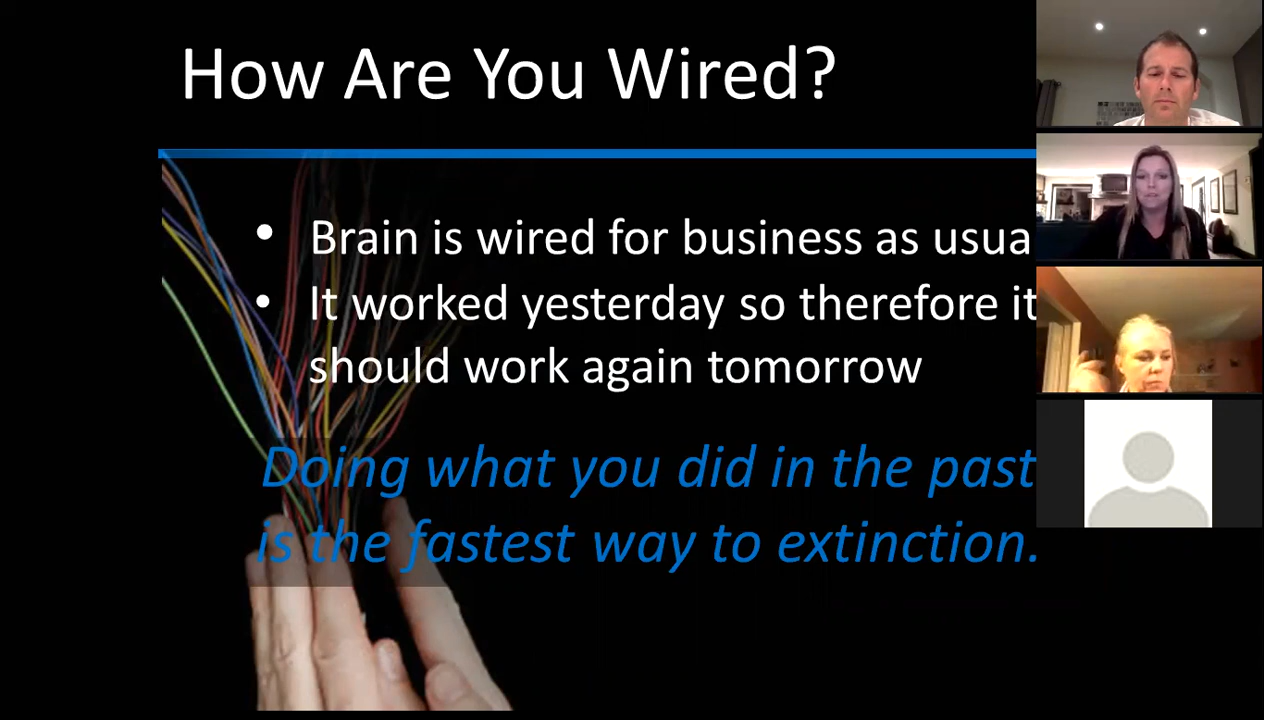 How Are You Wired?
• Brain is wired for business as usua
• It worked yesterday so therefore it
should work again tomorrow
Doing what you did in the past
is the fastest way to extinction.